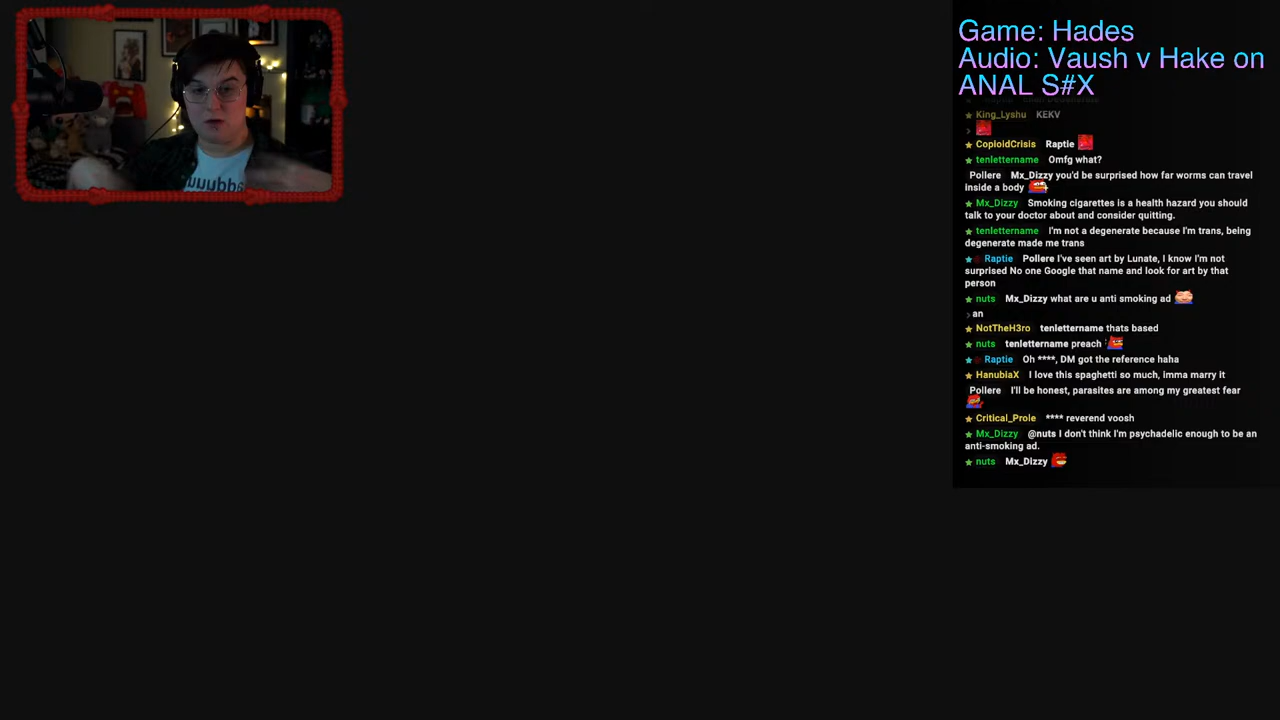 Game: Hades
Audio: Vaush v Hake on
ANAL S#X
King_Lyshu KEKV
CopioidCrisis Raptie
tenlettername Omfg what?
Pollere Mx_Dizzy you'd be surprised how far worms can travel
inside a body
Mx_Dizzy Smoking cigarettes is a health hazard you should
talk to your doctor about and consider quitting.
tenlettername I'm not a degenerate because I'm trans, being
degenerate made me trans
Raptie Pollere I've seen art by Lunate, I know I'm not
surprised No one Google that name and look for art by that
person
nuts Mx_Dizzy what are u anti smoking ad
> an
NotTheH3ro tenlettername thats based
nuts tenlettername preach
Raptie Oh ****, DM got the reference haha
HanubiaX I love this spaghetti so much, imma marry it
Pollere I'll be honest, parasites are among my greatest fear
Critical_Prole **** reverend voosh
Mx_Dizzy @nuts I don't think I'm psychadelic enough to be an
anti-smoking ad.
nuts Mx_Dizzy